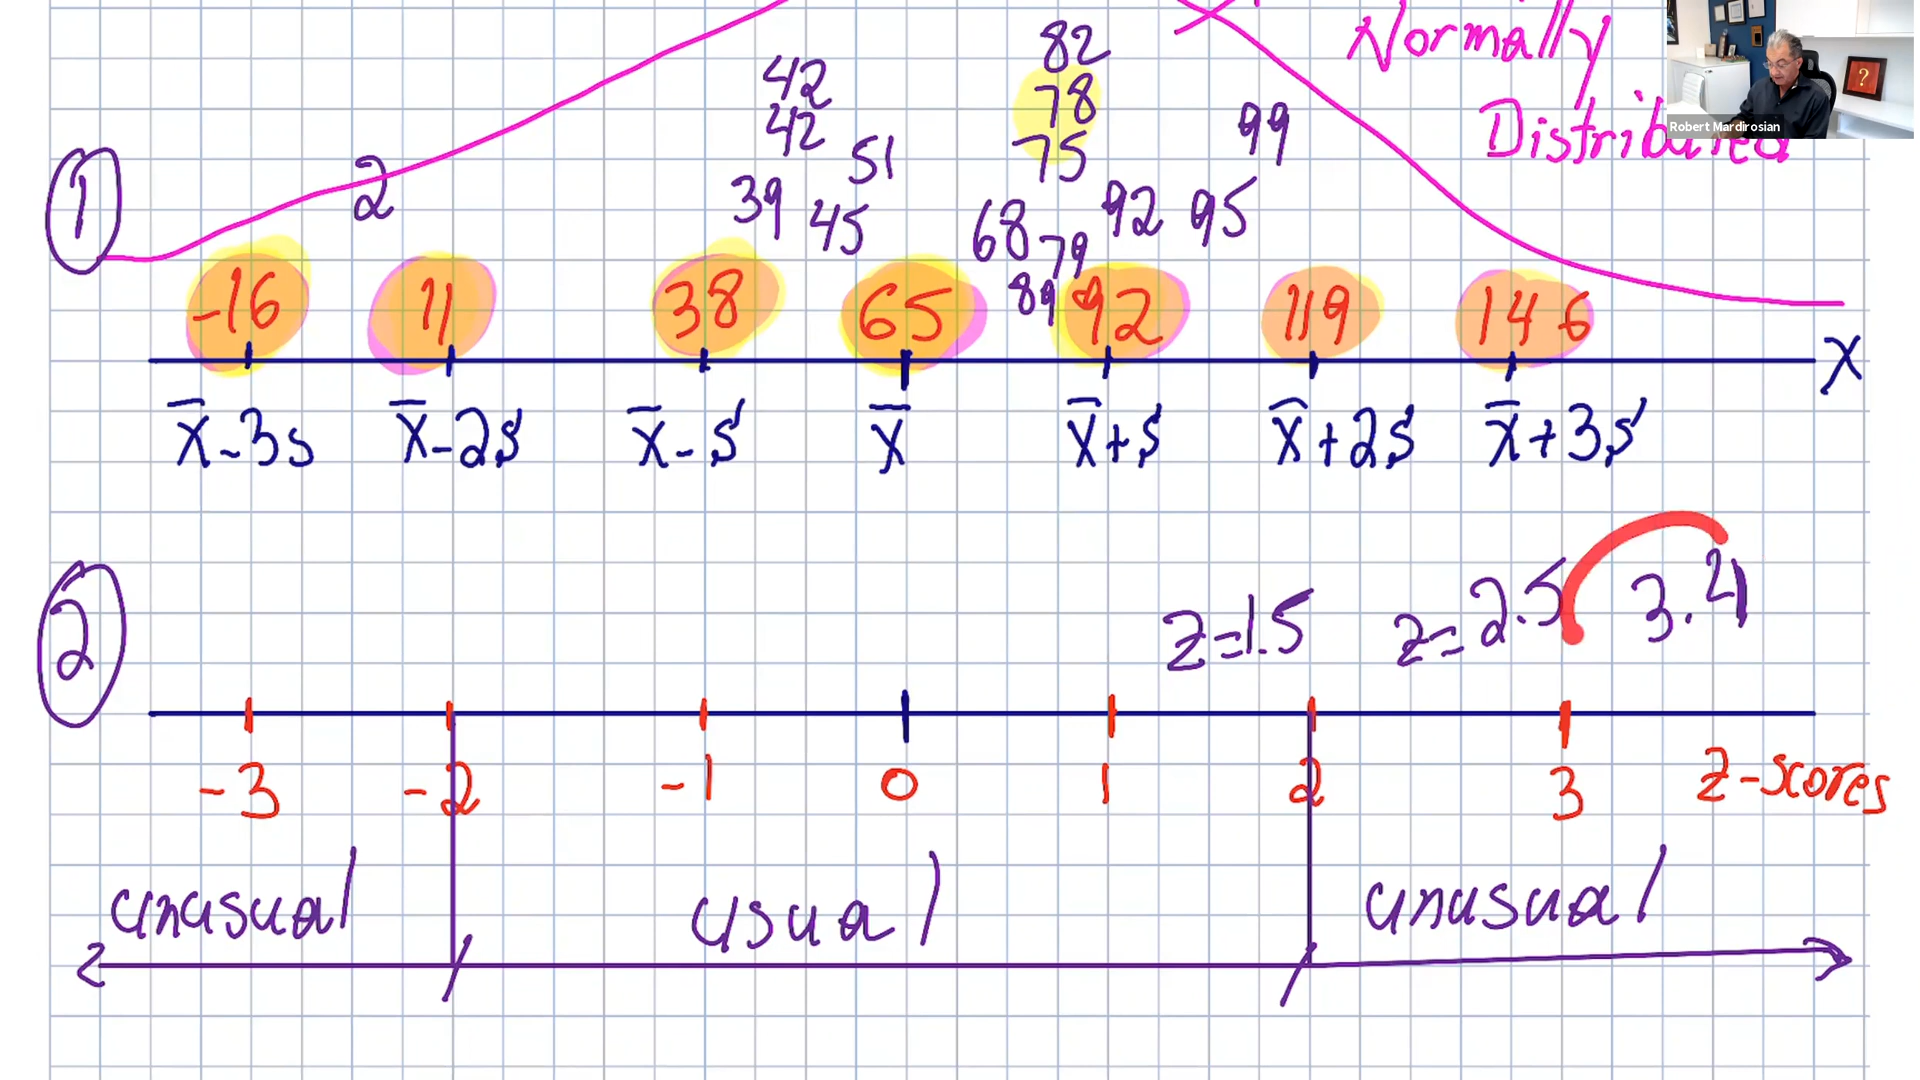 Normally
Distributed
?
Robert Mardirosian
82
42 78
42 75 99
51
① 2 39 45 68 79 92 95
89
-16 11 38 65 92 119 146
X
x̄-3s x̄-2s x̄-s x̄ x̄+s x̄+2s x̄+3s
② z=1.5 z=2.5 3.4
-3 -2 -1 0 1 2 3 z-scores
unusual usual unusual